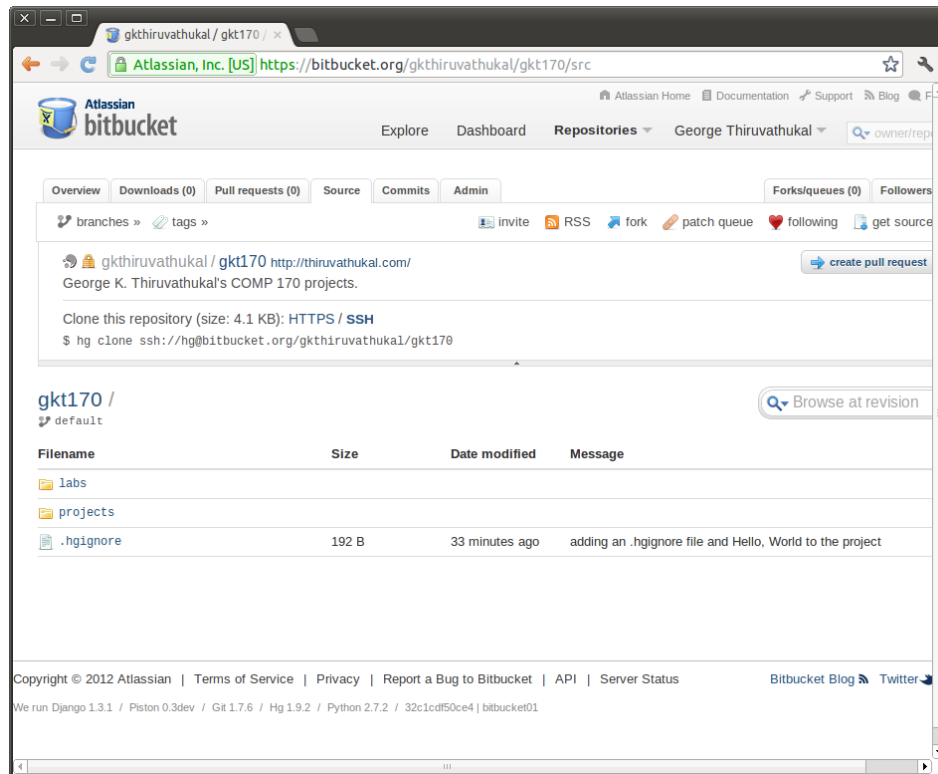 gkthiruvathukal / gkt170 /
Atlassian, Inc. [US] https://bitbucket.org/gkthiruvathukal/gkt170/src
Atlassian Home Documentation Support Blog
Atlassian
bitbucket
Explore Dashboard Repositories George Thiruvathukal owner/repo
Overview Downloads (0) Pull requests (0) Source Commits Admin Forks/queues (0) Followers
branches » tags » invite RSS fork patch queue following get source
gkthiruvathukal / gkt170 http://thiruvathukal.com/ create pull request
George K. Thiruvathukal's COMP 170 projects.
Clone this repository (size: 4.1 KB): HTTPS / SSH
$ hg clone ssh://hg@bitbucket.org/gkthiruvathukal/gkt170
gkt170 / Browse at revision
default
Filename Size Date modified Message
labs
projects
.hgignore 192 B 33 minutes ago adding an .hgignore file and Hello, World to the project
Copyright © 2012 Atlassian | Terms of Service | Privacy | Report a Bug to Bitbucket | API | Server Status Bitbucket Blog Twitter
We run Django 1.3.1 / Piston 0.3dev / Git 1.7.6 / Hg 1.9.2 / Python 2.7.2 / 32c1cdf50ce4 | bitbucket01